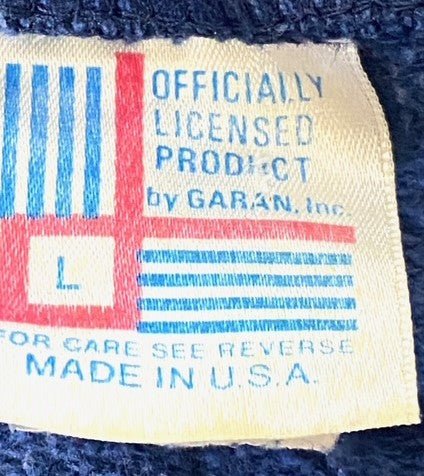 OFFICIALLY
LICENSED
PRODUCT
by GARAN, Inc.
L
FOR CARE SEE REVERSE
MADE IN U.S.A.